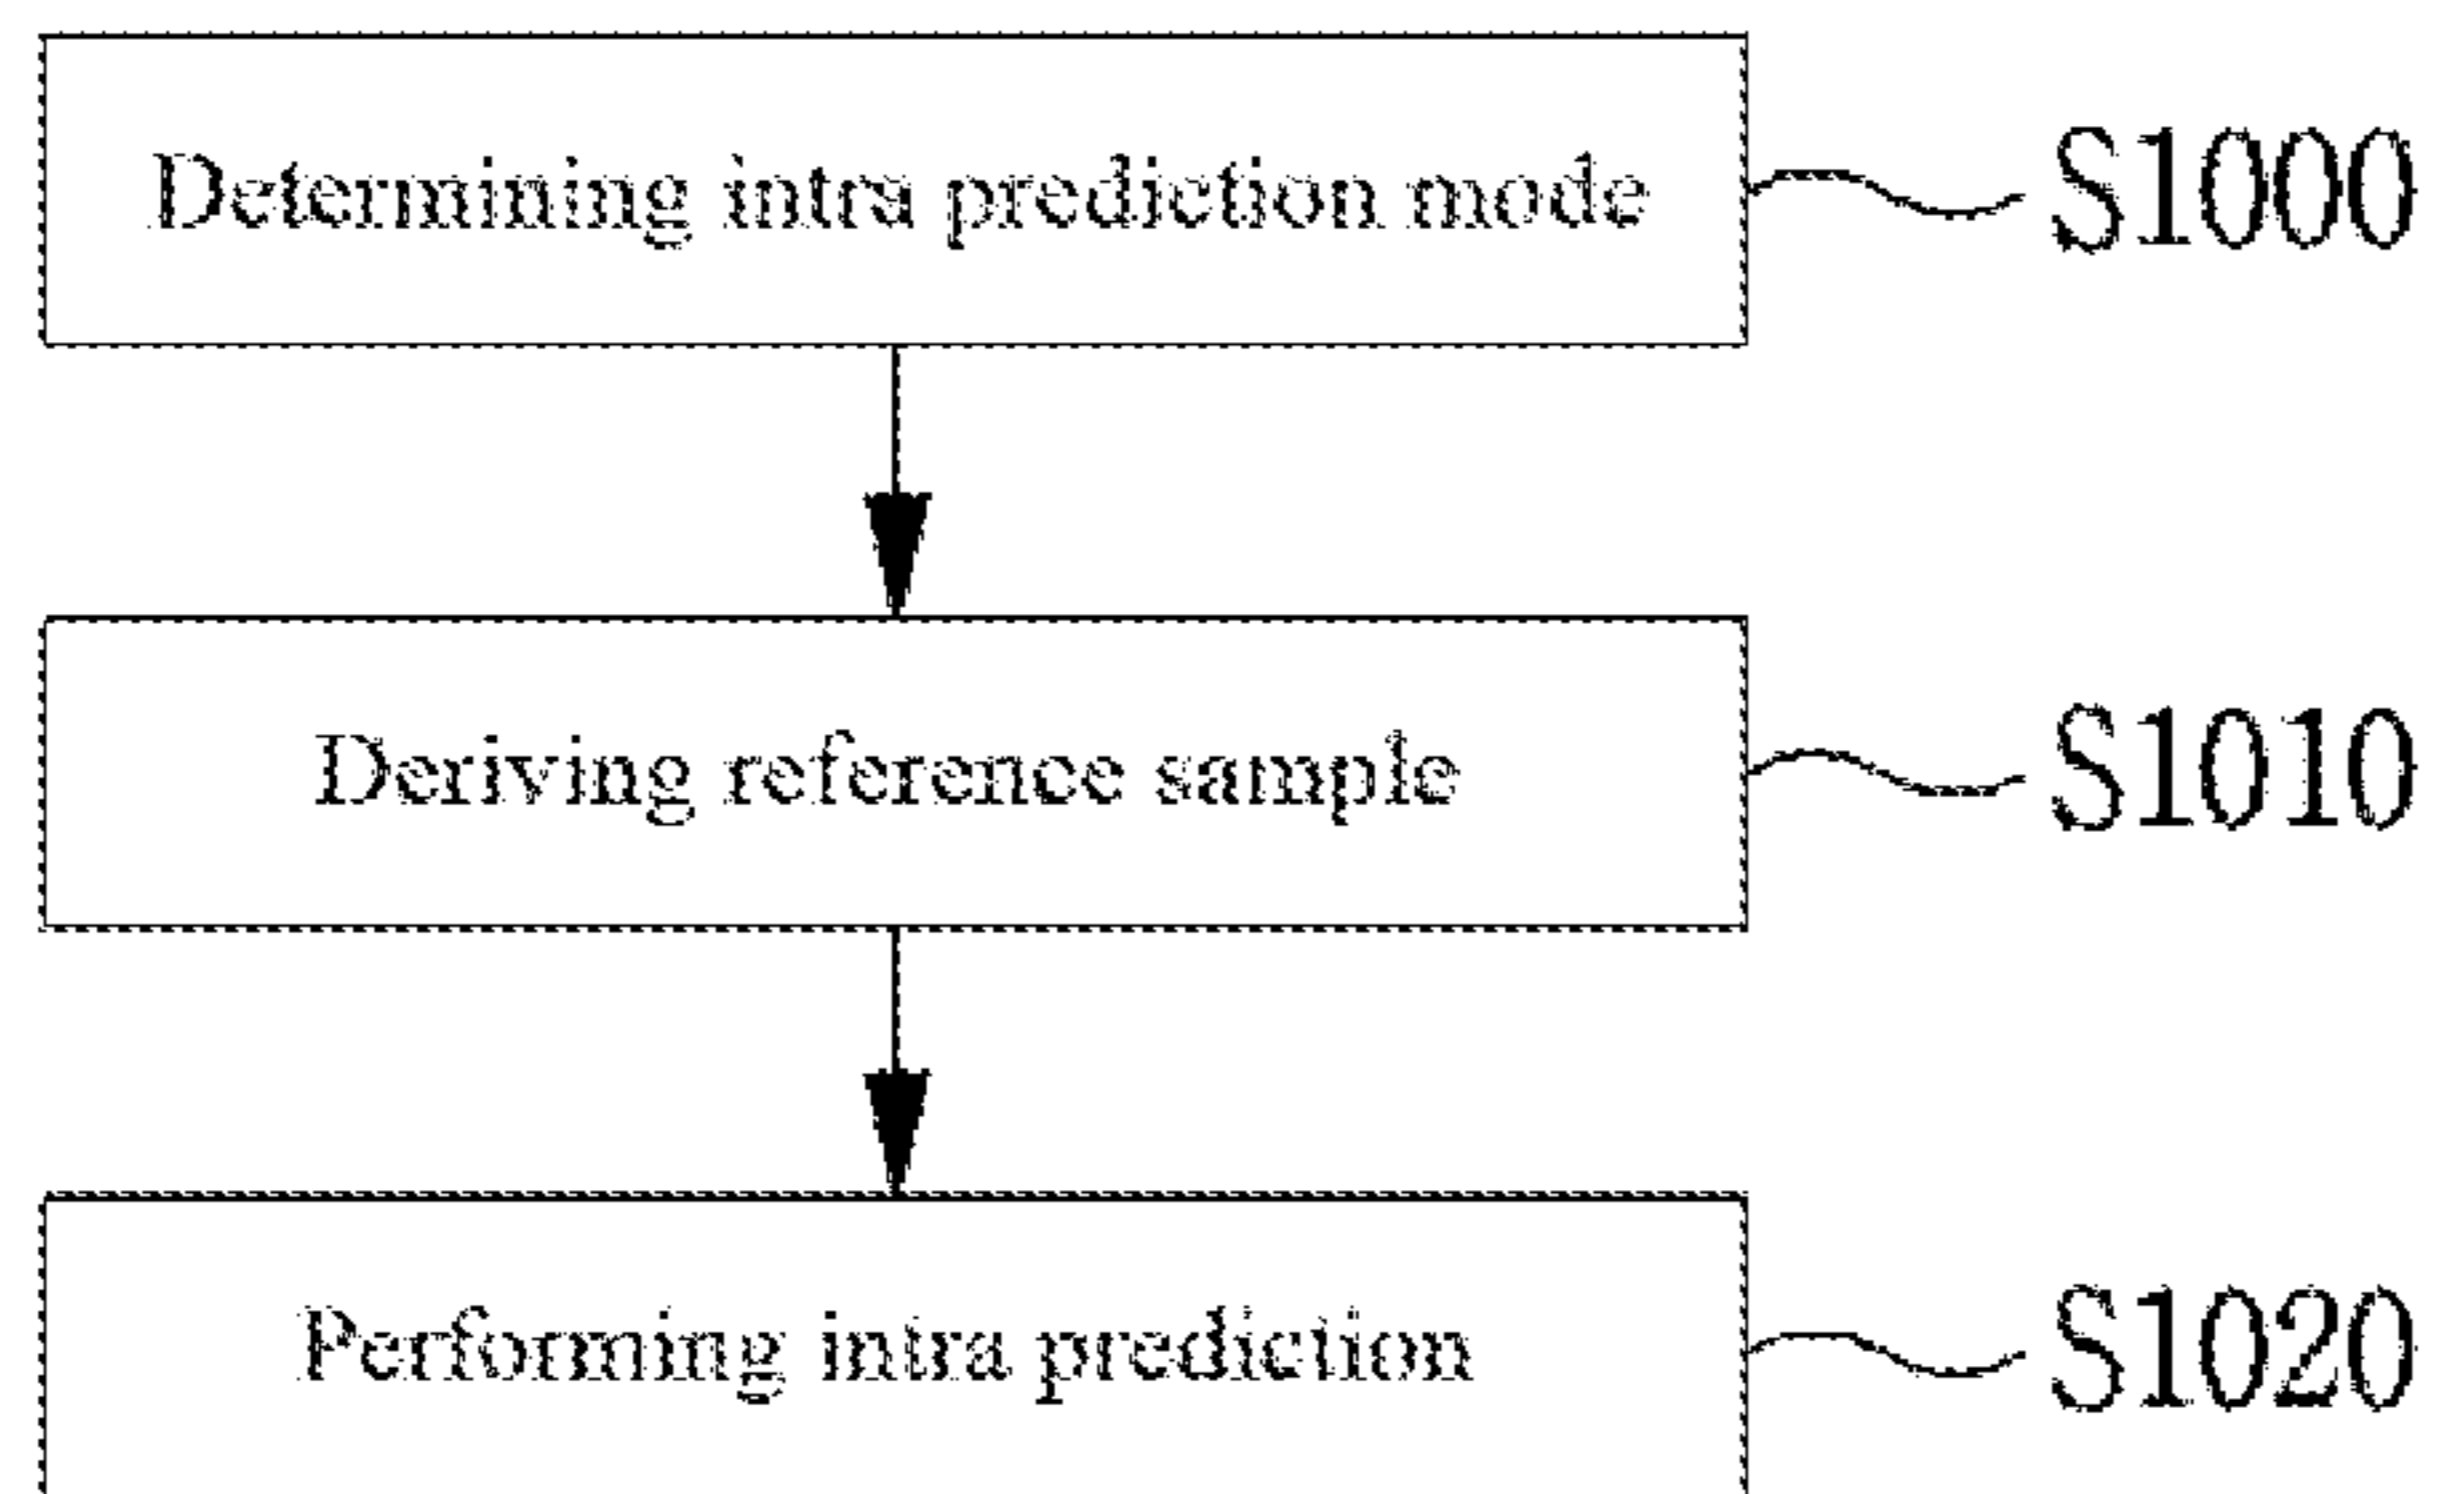 Determining intra prediction mode S1000
Deriving reference sample S1010
Performing intra prediction S1020